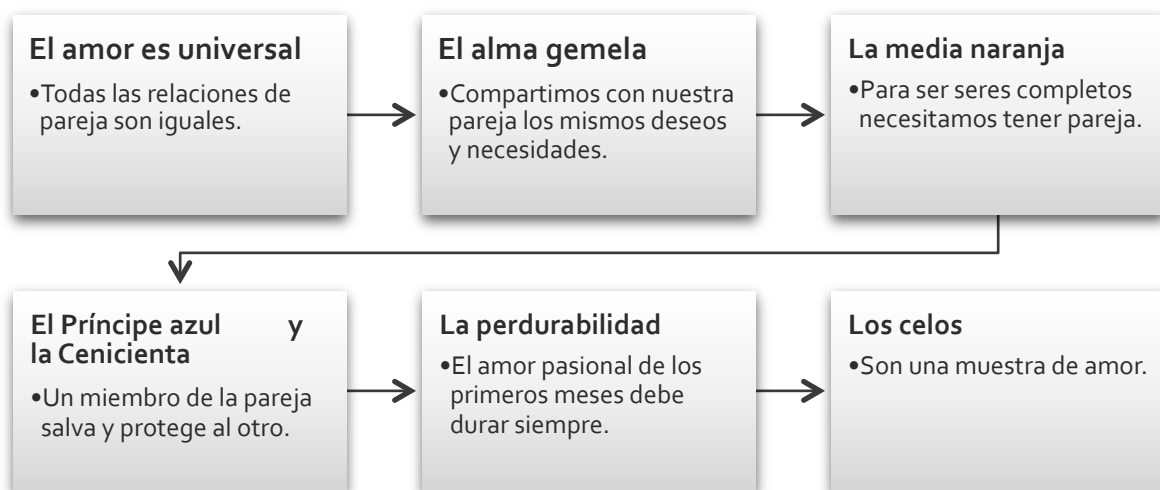 El amor es universal
•Todas las relaciones de
pareja son iguales.
El alma gemela
•Compartimos con nuestra
pareja los mismos deseos
y necesidades.
La media naranja
•Para ser seres completos
necesitamos tener pareja.
El Príncipe azul y
la Cenicienta
•Un miembro de la pareja
salva y protege al otro.
La perdurabilidad
•El amor pasional de los
primeros meses debe
durar siempre.
Los celos
•Son una muestra de amor.